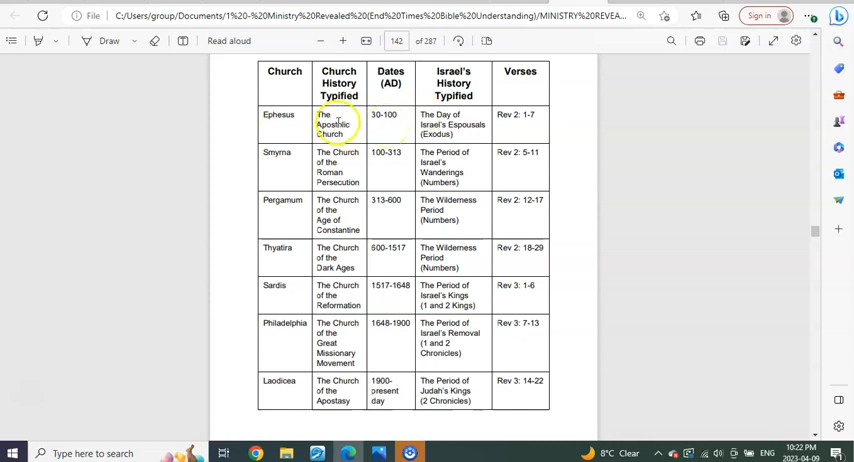 C:/Users/group/Documents/1%20-%20Ministry%20Revealed%20(End%20Times%20Bible%20Understanding)/MINISTRY%20REVEA...
Sign in
Draw
Read aloud
142 of 287
Church
Church History Typified
Dates (AD)
Israel's History Typified
Verses
Ephesus
The
Apostolic
Church
30-100
The Day of
Israel's Espousals
(Exodus)
Rev 2: 1-7
Smyrna
The Church
of the
Roman
Persecution
100-313
The Period of
Israel's
Wanderings
(Numbers)
Rev 2: 5-11
Pergamum
The Church
of the
Age of
Constantine
313-600
The Wilderness
Period
(Numbers)
Rev 2: 12-17
Thyatira
The Church
of the
Dark Ages
600-1517
The Wilderness
Period
(Numbers)
Rev 2: 18-29
Sardis
The Church
of the
Reformation
1517-1648
The Period of
Israel's Kings
(1 and 2 Kings)
Rev 3: 1-6
Philadelphia
The Church
of the
Great
Missionary
Movement
1648-1900
The Period of
Israel's Removal
(1 and 2
Chronicles)
Rev 3: 7-13
Laodicea
The Church
of the
Apostasy
1900-
present
day
The Period of
Judah's Kings
(2 Chronicles)
Rev 3: 14-22
Type here to search
8°C Clear
ENG
10:22 PM
2023-04-09